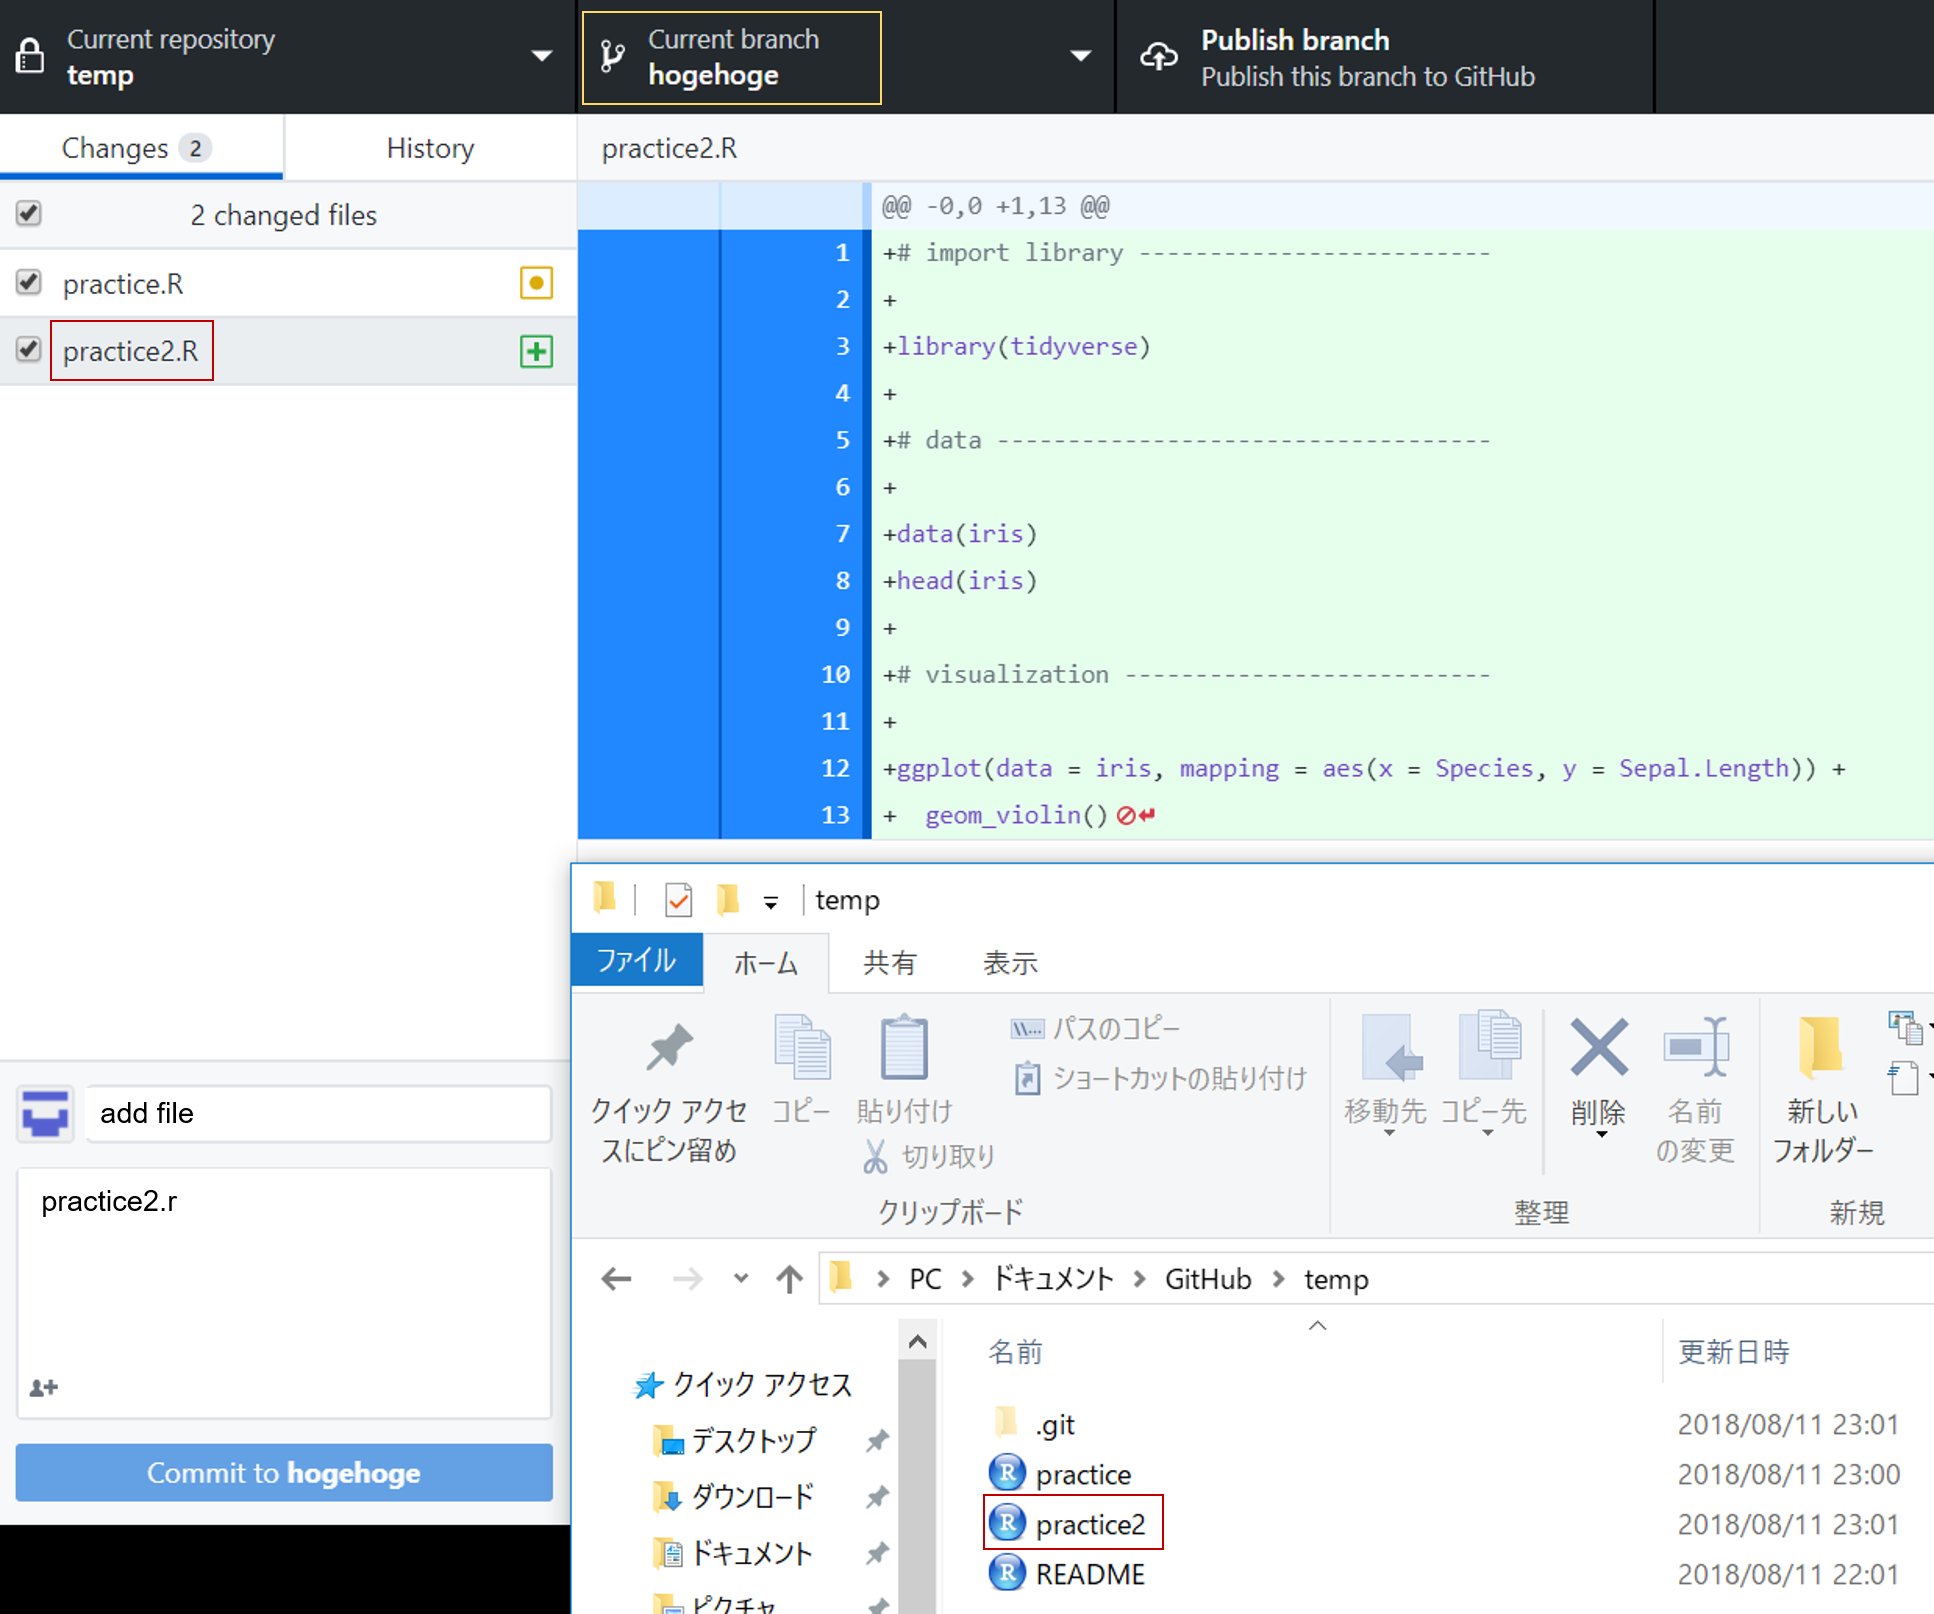 Current repository
temp
Current branch
hogehoge
Publish branch
Publish this branch to GitHub
Changes 2
History
practice2.R
2 changed files
practice.R
practice2.R
@@ -0,0 +1,13 @@
1 +# import library -------------------------
2 +
3 +library(tidyverse)
4 +
5 +# data -----------------------------------
6 +
7 +data(iris)
8 +head(iris)
9 +
10 +# visualization --------------------------
11 +
12 +ggplot(data = iris, mapping = aes(x = Species, y = Sepal.Length)) +
13 +  geom_violin()
add file
practice2.r
Commit to hogehoge
temp
ファイル
ホーム
共有
表示
クイック アクセ
スにピン留め
コピー
貼り付け
切り取り
パスのコピー
ショートカットの貼り付け
クリップボード
移動先
コピー先
削除
名前
の変更
整理
新しい
フォルダー
新規
PC
ドキュメント
GitHub
temp
クイック アクセス
デスクトップ
ダウンロード
ドキュメント
ピクチャ
名前
更新日時
.git 2018/08/11 23:01
R practice 2018/08/11 23:00
R practice2 2018/08/11 23:01
R README 2018/08/11 22:01